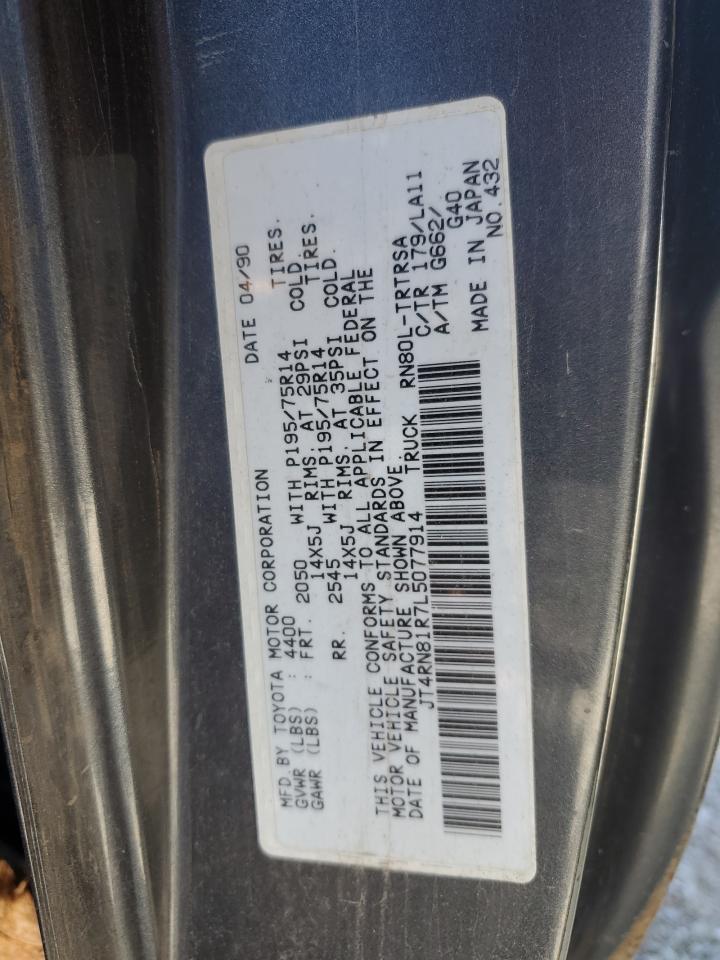 MFD. BY TOYOTA MOTOR CORPORATION DATE 04/90
GVWR (LBS) : 4400
GAWR (LBS) : FRT. 2050 WITH P195/75R14 TIRES.
14X5J RIMS. AT 29PSI COLD.
RR. 2545 WITH P195/75R14 TIRES.
14X5J RIMS. AT 35PSI COLD.
THIS VEHICLE CONFORMS TO ALL APPLICABLE FEDERAL
MOTOR VEHICLE SAFETY STANDARDS IN EFFECT ON THE
DATE OF MANUFACTURE SHOWN ABOVE.
JT4RN81R7L5077914 TRUCK RN80L-TRTRSA
C/TR 179/LA11
A/TM G662/
G40
MADE IN JAPAN
NO.432